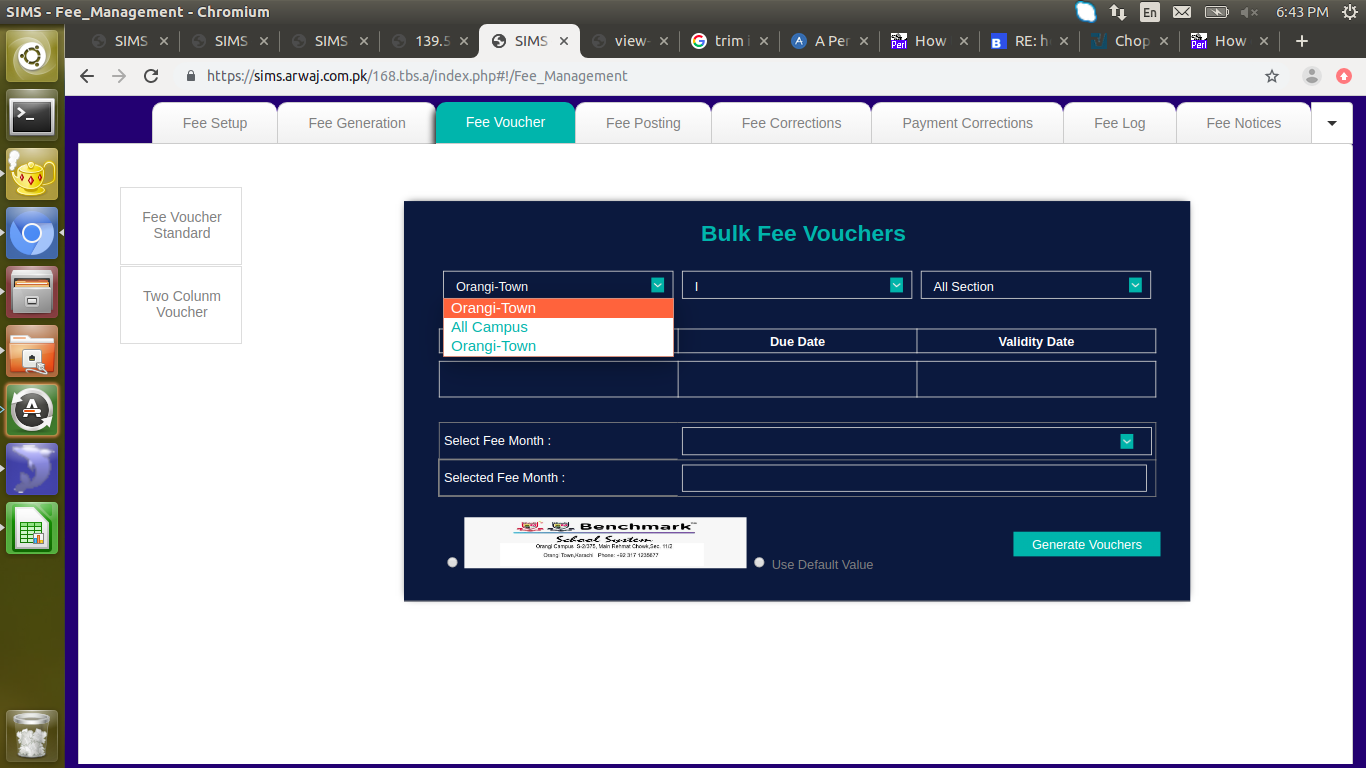 SIMS - Fee_Management - Chromium
En
6:43 PM
SIMS
SIMS
SIMS
139.5
SIMS
view-
trim i
A Per
How
RE: h
Chop
How
https://sims.arwaj.com.pk/168.tbs.a/index.php#!/Fee_Management
Fee Setup
Fee Generation
Fee Voucher
Fee Posting
Fee Corrections
Payment Corrections
Fee Log
Fee Notices
Fee Voucher
Standard
Two Colunm
Voucher
Bulk Fee Vouchers
Orangi-Town
I
All Section
Orangi-Town
All Campus
Orangi-Town
Due Date
Validity Date
Select Fee Month :
Selected Fee Month :
Benchmark
School System
Orangi Campus S-2/375, Main Rehmat Chowk,Sec. 11/2
Orangi Town,Karachi Phone: +92 317 1235677
Use Default Value
Generate Vouchers